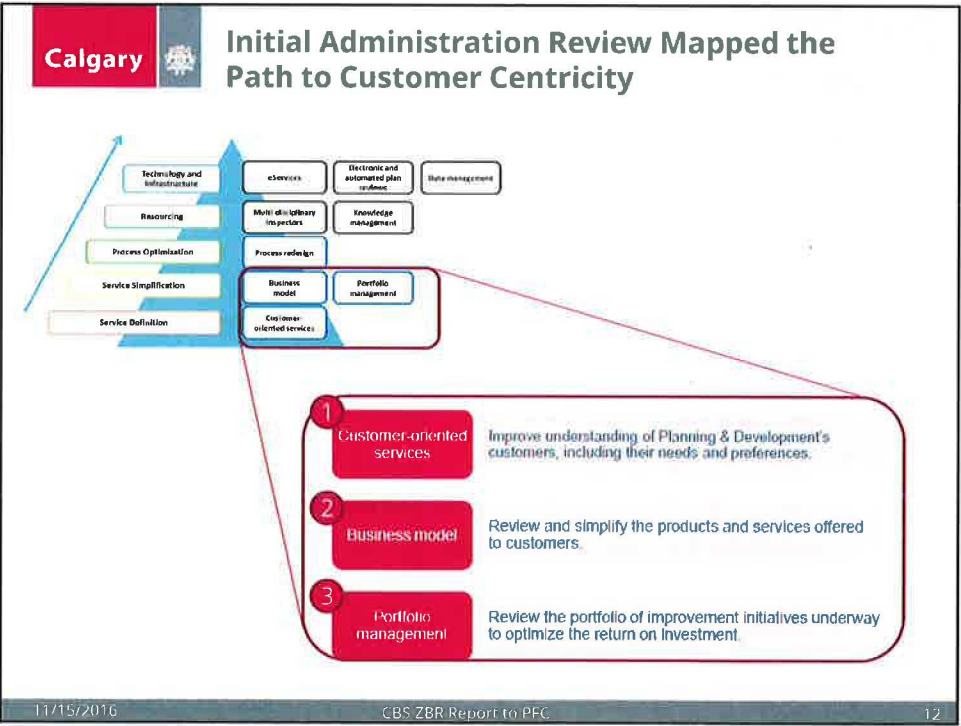 Calgary
Initial Administration Review Mapped the
Path to Customer Centricity
Technology and
Infrastructure
eServices
Electronic and
automated plan
reviews
Data management
Resourcing
Multi disciplinary
inspectors
Knowledge
management
Process Optimization
Process redesign
Service Simplification
Business
model
Portfolio
management
Service Definition
Customer-
oriented services
1
Customer-oriented
services
Improve understanding of Planning & Development's
customers, including their needs and preferences.
2
Business model
Review and simplify the products and services offered
to customers.
3
Portfolio
management
Review the portfolio of improvement initiatives underway
to optimize the return on Investment.
11/15/2016
CBS ZBR Report to PFC
12